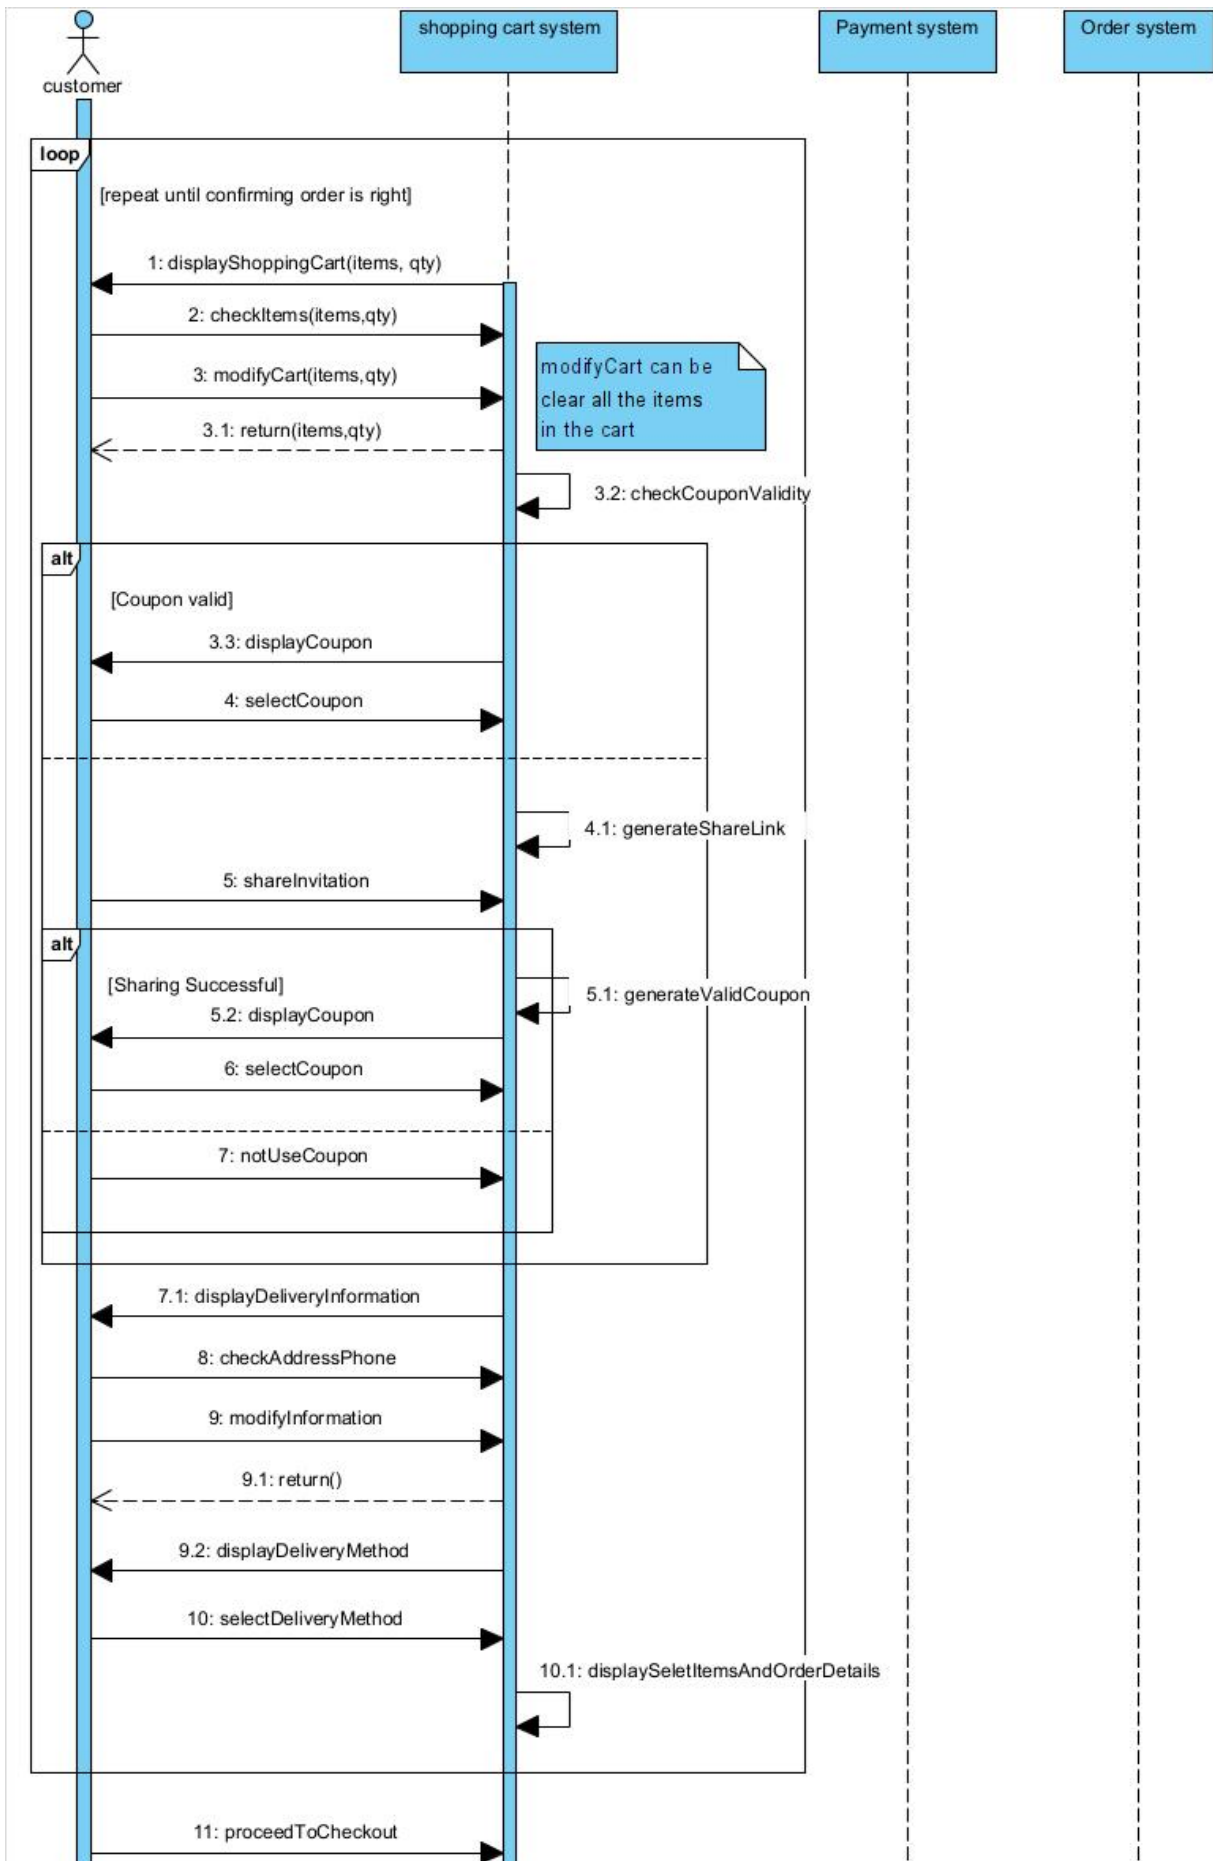 shopping cart system
Payment system
Order system
customer
loop
[repeat until confirming order is right]
1: displayShoppingCart(items, qty)
2: checkItems(items,qty)
modifyCart can be
clear all the items
in the cart
3: modifyCart(items,qty)
3.1: return(items,qty)
3.2: checkCouponValidity
alt
[Coupon valid]
3.3: displayCoupon
4: selectCoupon
4.1: generateShareLink
5: shareInvitation
alt
[Sharing Successful]
5.1: generateValidCoupon
5.2: displayCoupon
6: selectCoupon
7: notUseCoupon
7.1: displayDeliveryInformation
8: checkAddressPhone
9: modifyInformation
9.1: return()
9.2: displayDeliveryMethod
10: selectDeliveryMethod
10.1: displaySeletItemsAndOrderDetails
11: proceedToCheckout